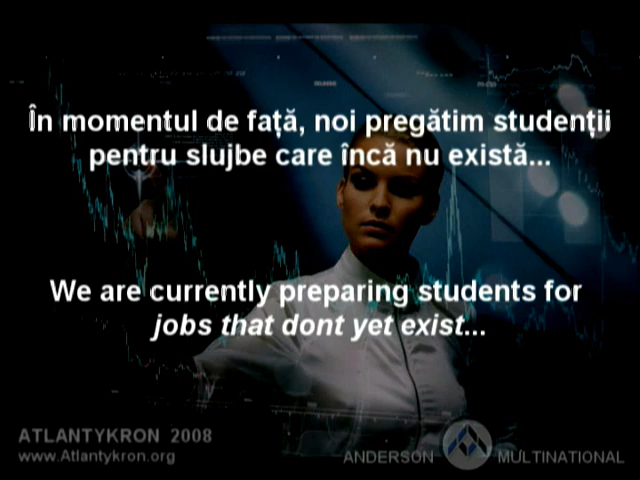 În momentul de față, noi pregătim studenții
pentru slujbe care încă nu există...
We are currently preparing students for
jobs that dont yet exist...
ATLANTYKRON 2008
www.Atlantykron.org
ANDERSON MULTINATIONAL